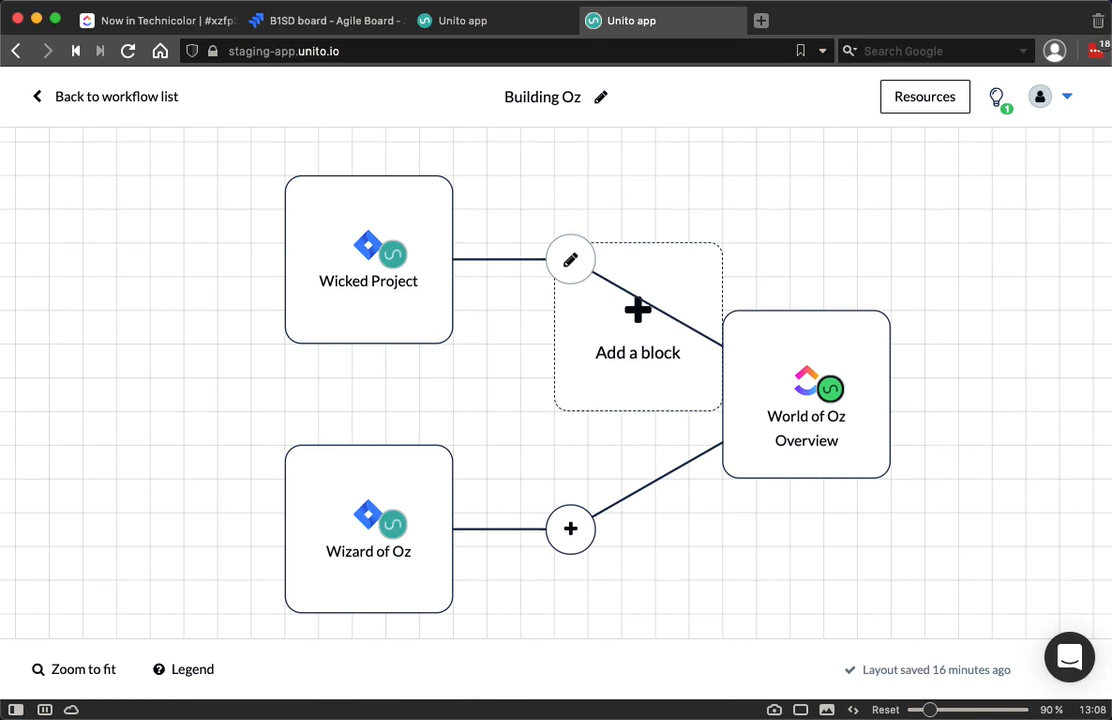 Now in Technicolor | #xzfp
B1SD board - Agile Board -
Unito app
Unito app
staging-app.unito.io
Search Google
18
Back to workflow list
Building Oz
Resources
1
Wicked Project
Add a block
World of Oz
Overview
Wizard of Oz
Zoom to fit
Legend
Layout saved 16 minutes ago
Reset
90 %
13:08